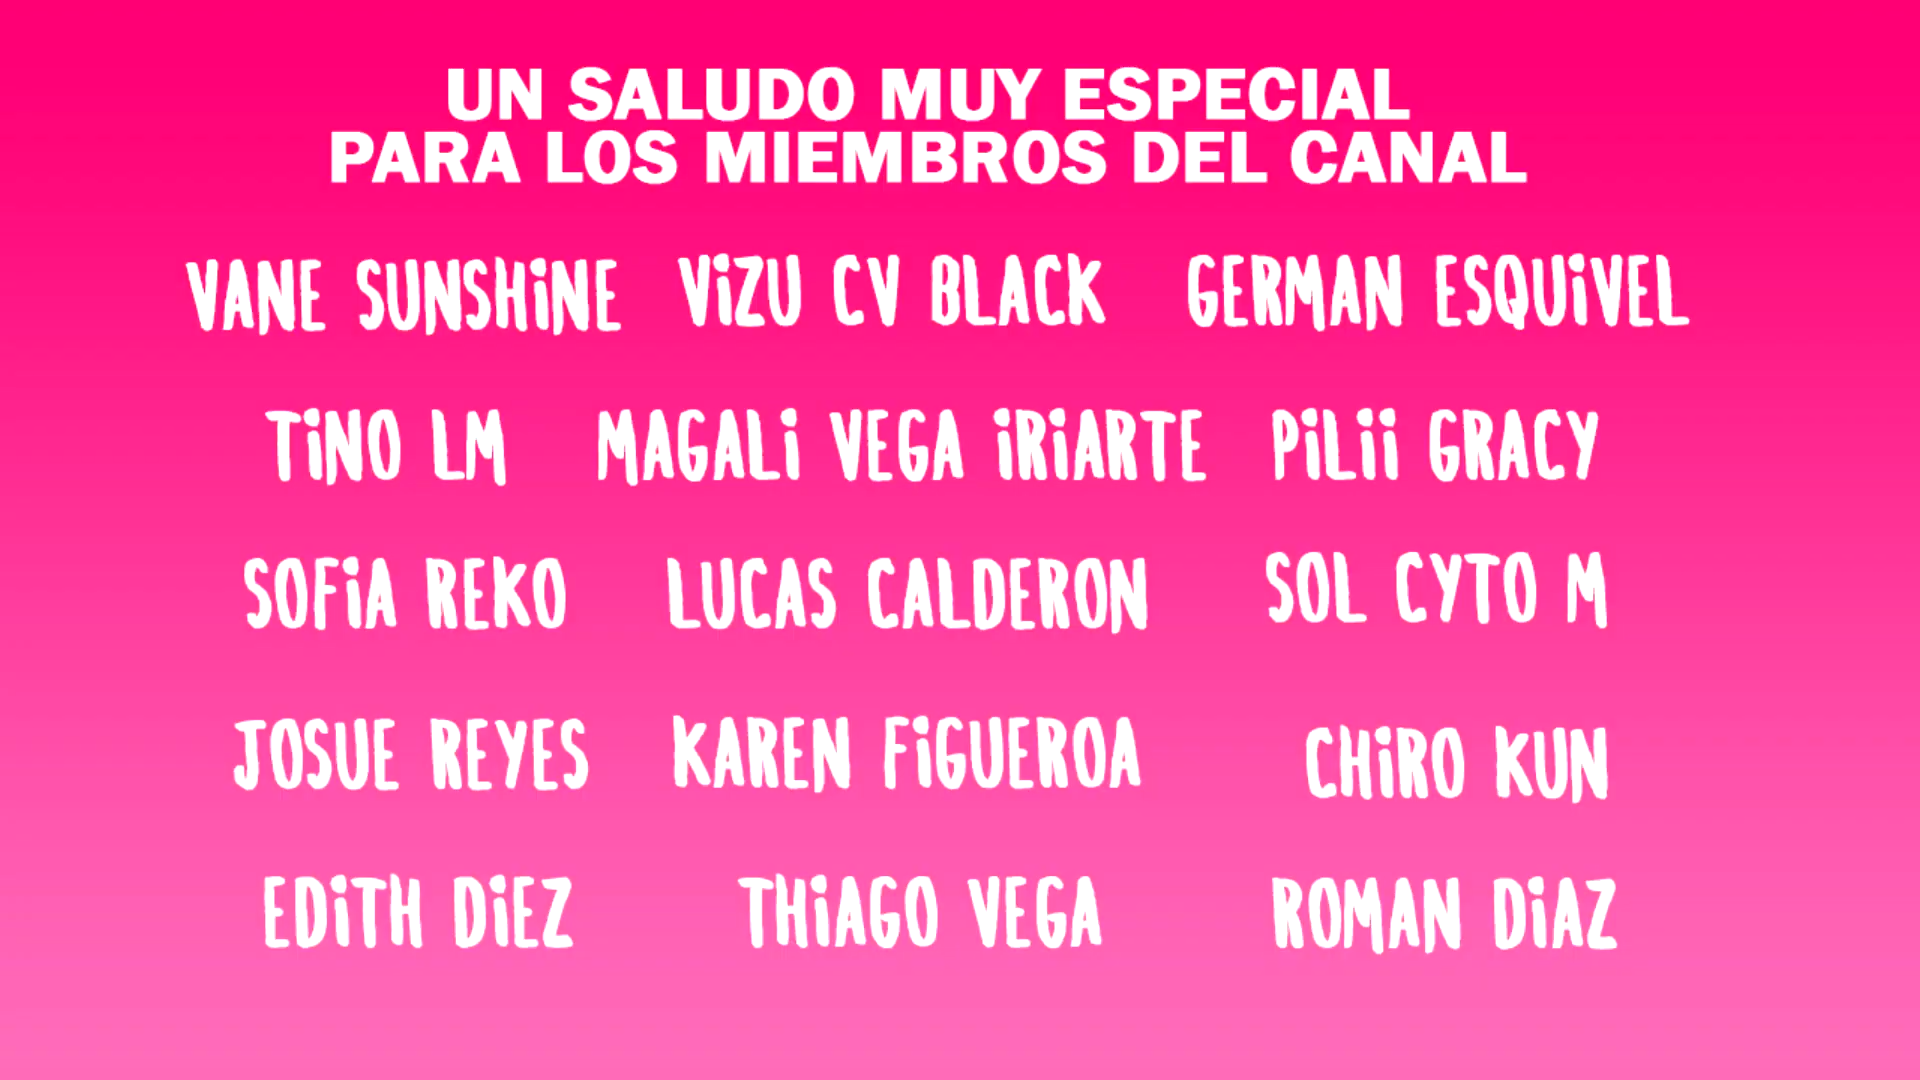 UN SALUDO MUY ESPECIAL
PARA LOS MIEMBROS DEL CANAL
VANE SUNSHiNE ViZU CV BLACK GERMAN ESQUiVEL
TiNO LM MAGALi VEGA iRiARTE PiLii GRACY
SOFiA REKO LUCAS CALDERON SOL CYTO M
JOSUE REYES KAREN FiGUEROA CHiRO KUN
EDiTH DiEZ THiAGO VEGA ROMAN DiAZ